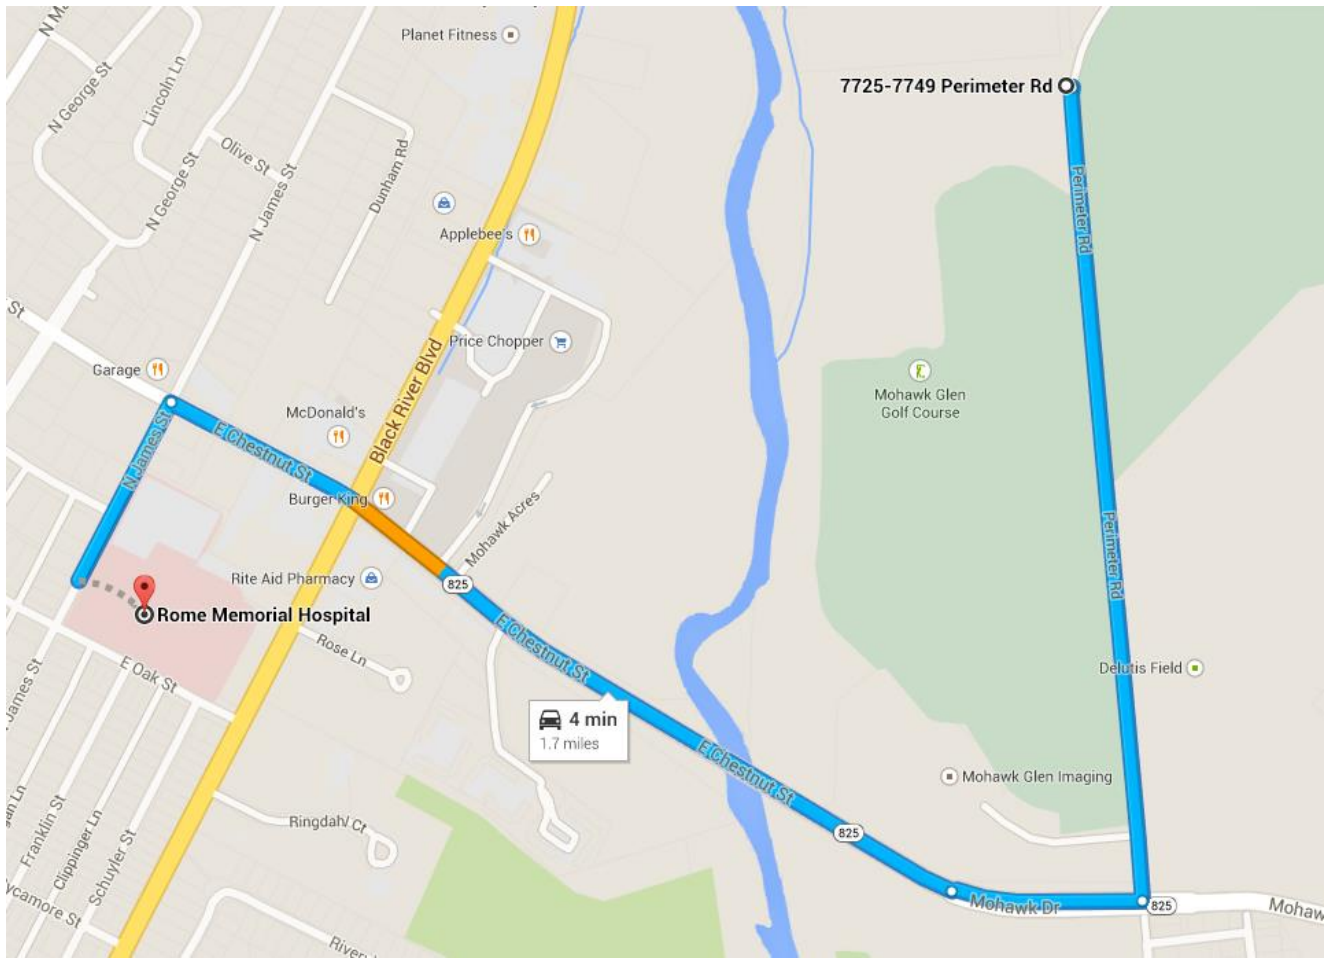 N Ma
Planet Fitness
7725-7749 Perimeter Rd
N George St
Lincoln Ln
Olive St
N George St
N James St
Dunham Rd
Perimeter Rd
Applebee's
St
Price Chopper
Black River Blvd
Garage
Mohawk Glen
Golf Course
McDonald's
E Chestnut St
N James St
Burger King
Mohawk Acres
Perimeter Rd
Rite Aid Pharmacy
825
Rome Memorial Hospital
E Chestnut St
Rose Ln
E Oak St
Delutis Field
James St
4 min
1.7 miles
E Chestnut St
Mohawk Glen Imaging
gan Ln
Franklin St
Clippinger Ln
Schuyler St
Ringdahl Ct
825
Sycamore St
Mohawk Dr
825
Mohaw
River